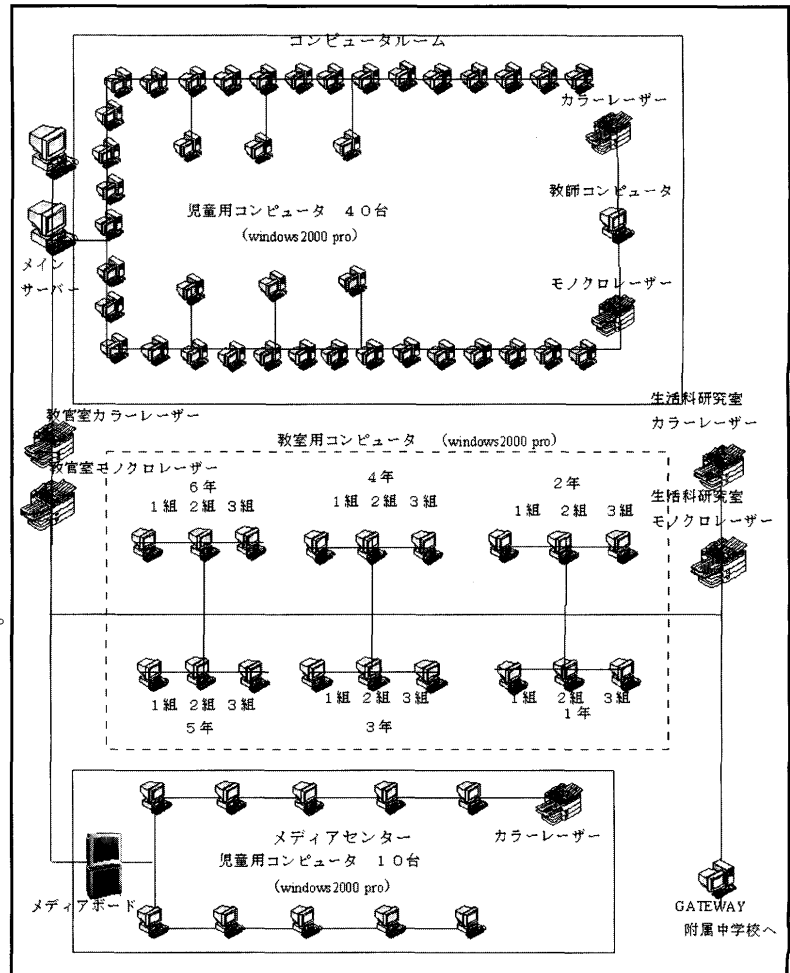 コンピュータルーム
カラーレーザー
教師コンピュータ
児童用コンピュータ 40台
(windows2000 pro)
メイン
サーバー
モノクロレーザー
教官室カラーレーザー
教官室モノクロレーザー
生活科研究室
カラーレーザー
生活科研究室
モノクロレーザー
教室用コンピュータ (windows2000 pro)
6年
1組 2組 3組
4年
1組 2組 3組
2年
1組 2組 3組
1組 2組 3組
5年
1組 2組 3組
3年
1組 2組 3組
1年
。
メディアセンター
児童用コンピュータ 10台
(windows2000 pro)
カラーレーザー
メディアボード
GATEWAY
附属中学校へ